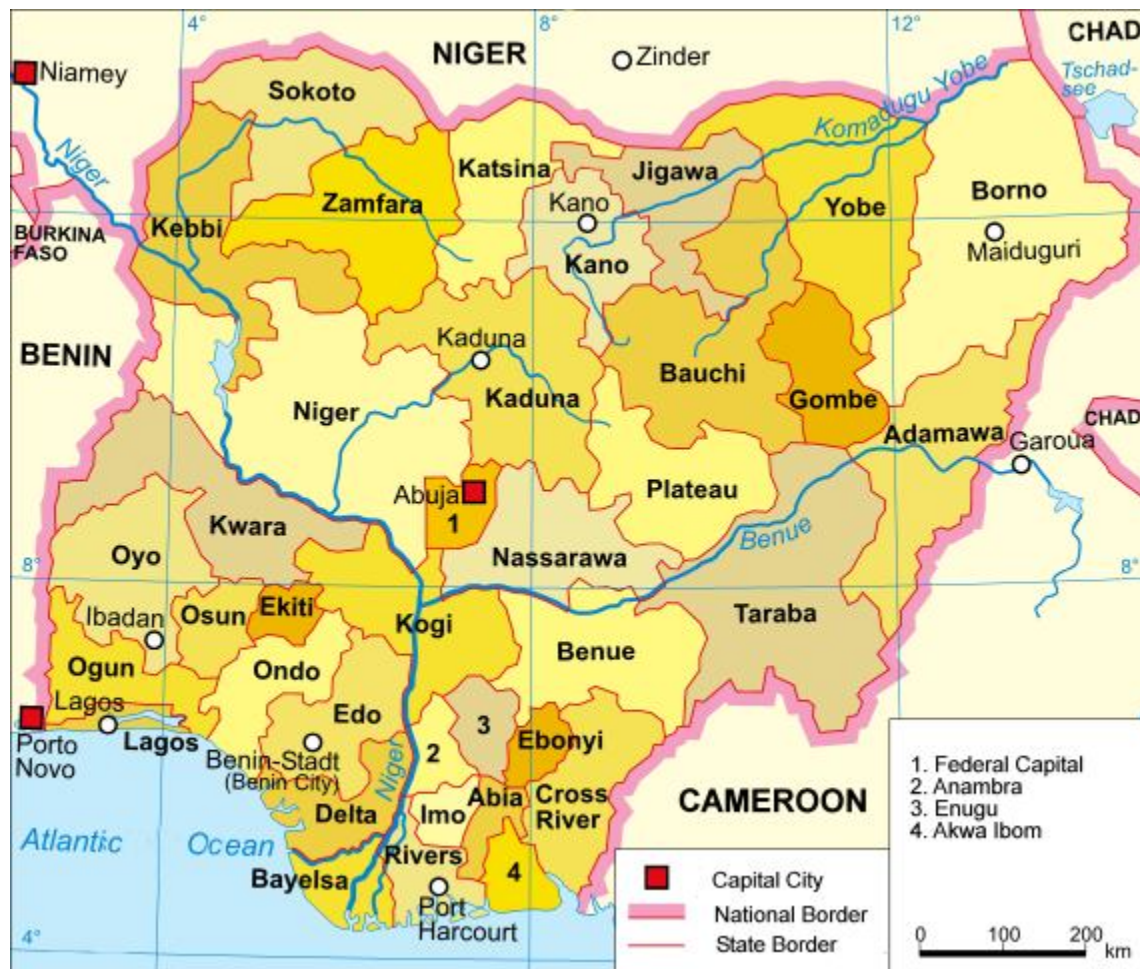 4°
8°
12°
CHAD
NIGER
Zinder
Niamey
Tschad-
see
Komadugu Yobe
Sokoto
Niger
Katsina
Jigawa
Borno
Zamfara
Kano
Yobe
Kebbi
BURKINA
FASO
Maiduguri
Kano
Kaduna
BENIN
Bauchi
Kaduna
Gombe
Niger
CHAD
Adamawa
Garoua
Abuja
Plateau
1
Kwara
Benue
Nassarawa
Oyo
8°
8°
Ekiti
Osun
Ibadan
Taraba
Kogi
Benue
Ogun
Ondo
Lagos
Edo
3
Porto
Novo
Lagos
Ebonyi
2
Niger
Benin-Stadt
(Benin City)
Abia
Cross
River
CAMEROON
Delta
Imo
Atlantic Ocean
Rivers
Bayelsa
4
Port
Harcourt
4°
1. Federal Capital
2. Anambra
3. Enugu
4. Akwa Ibom
Capital City
National Border
State Border
0 100 200 km